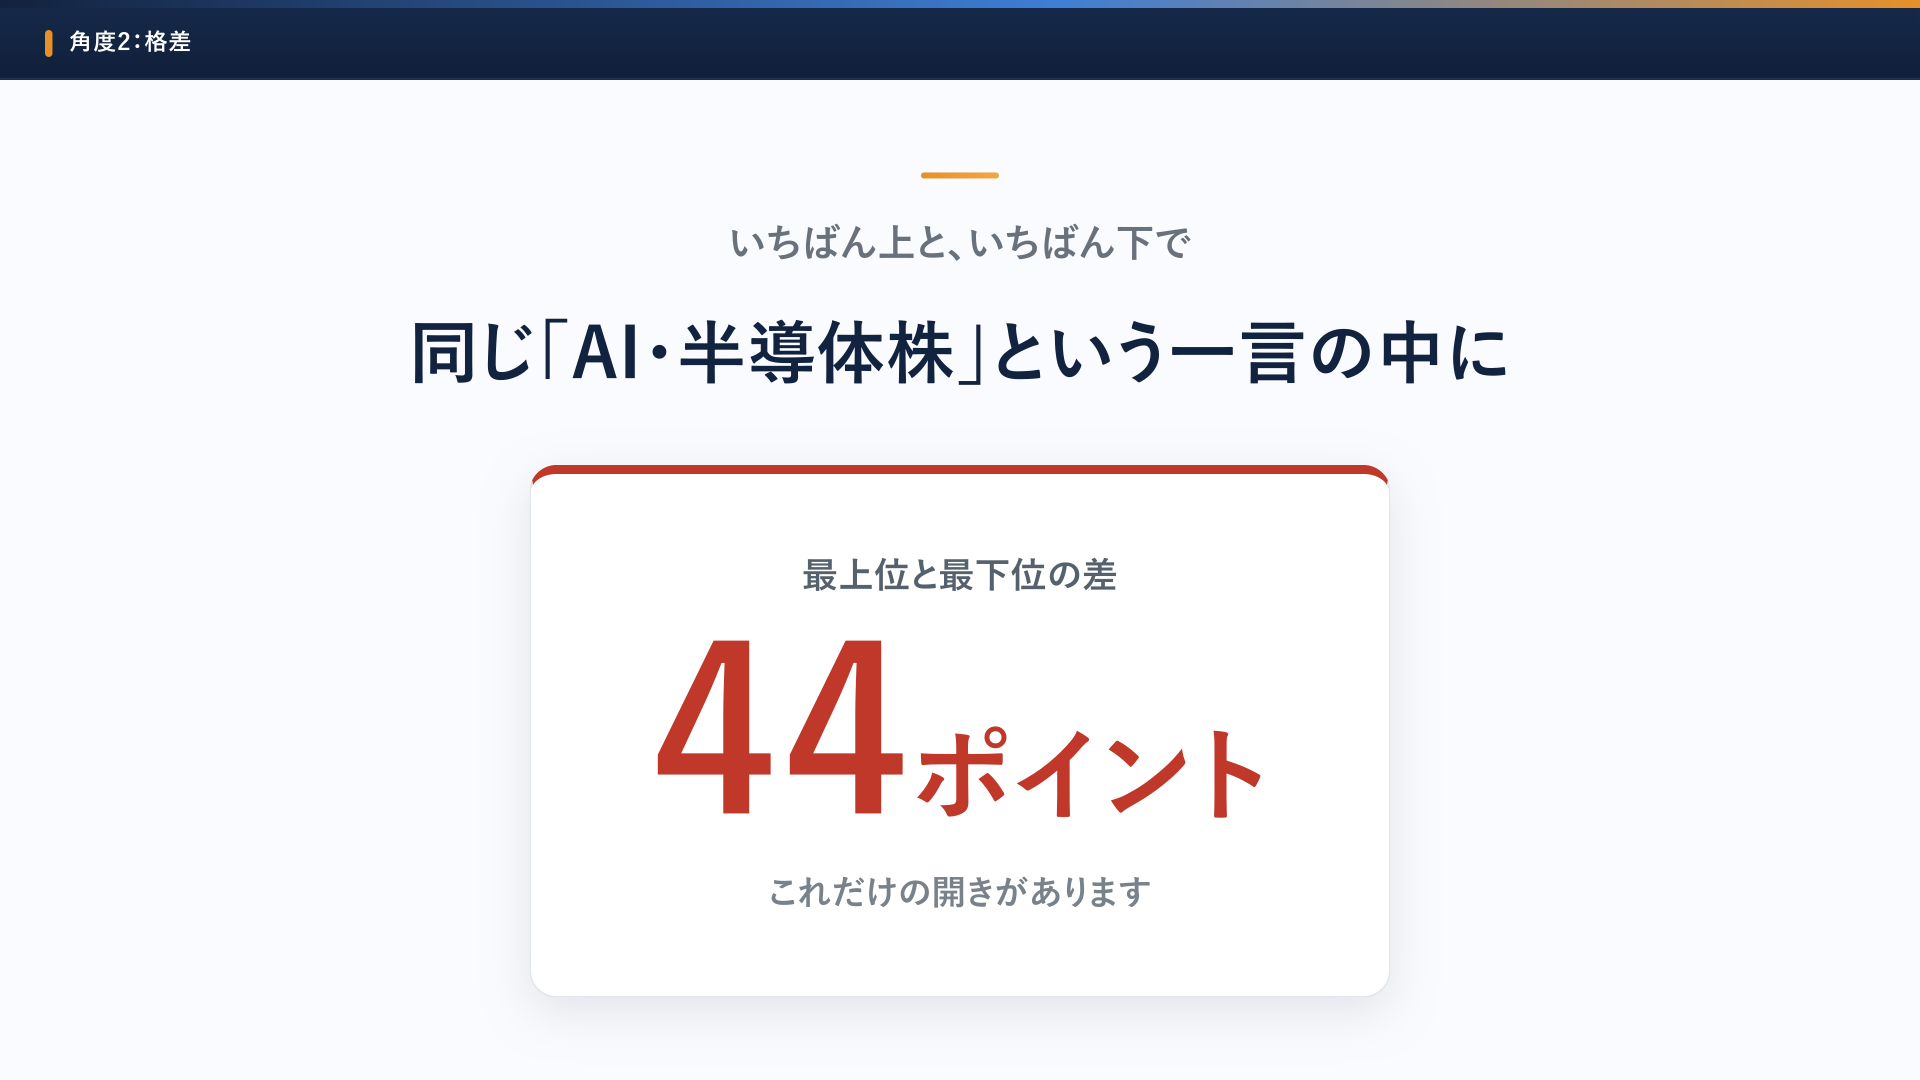 角度2：格差
いちばん上と、いちばん下で
同じ「AI・半導体株」という一言の中に
最上位と最下位の差
44ポイント
これだけの開きがあります